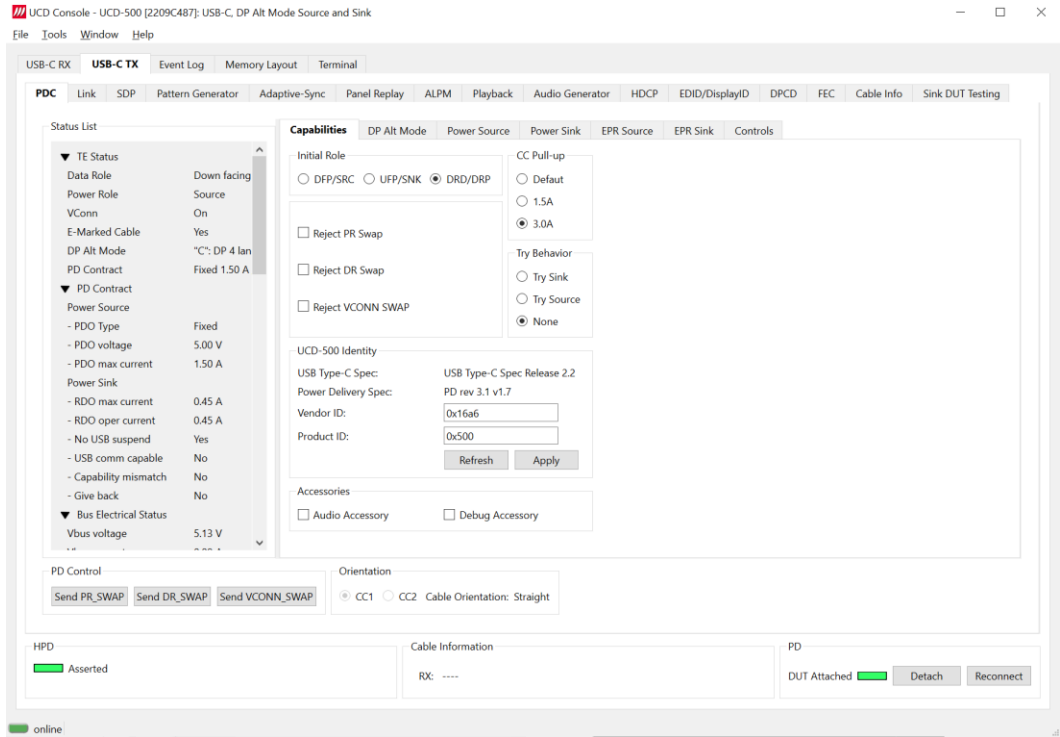 UCD Console - UCD-500 [2209C487]: USB-C, DP Alt Mode Source and Sink
File Tools Window Help
USB-C RX USB-C TX Event Log Memory Layout Terminal
PDC Link SDP Pattern Generator Adaptive-Sync Panel Replay ALPM Playback Audio Generator HDCP EDID/DisplayID DPCD FEC Cable Info Sink DUT Testing
Status List
TE Status
Data Role Down facing
Power Role Source
VConn On
E-Marked Cable Yes
DP Alt Mode "C": DP 4 lan
PD Contract Fixed 1.50 A
PD Contract
Power Source
- PDO Type Fixed
- PDO voltage 5.00 V
- PDO max current 1.50 A
Power Sink
- RDO max current 0.45 A
- RDO oper current 0.45 A
- No USB suspend Yes
- USB comm capable No
- Capability mismatch No
- Give back No
Bus Electrical Status
Vbus voltage 5.13 V
Capabilities DP Alt Mode Power Source Power Sink EPR Source EPR Sink Controls
Initial Role
DFP/SRC UFP/SNK DRD/DRP
Reject PR Swap
Reject DR Swap
Reject VCONN SWAP
CC Pull-up
Defaut
1.5A
3.0A
Try Behavior
Try Sink
Try Source
None
UCD-500 Identity
USB Type-C Spec: USB Type-C Spec Release 2.2
Power Delivery Spec: PD rev 3.1 v1.7
Vendor ID: 0x16a6
Product ID: 0x500
Refresh Apply
Accessories
Audio Accessory Debug Accessory
PD Control
Send PR_SWAP Send DR_SWAP Send VCONN_SWAP
Orientation
CC1 CC2 Cable Orientation: Straight
HPD
Asserted
Cable Information
RX: ----
PD
DUT Attached Detach Reconnect
online